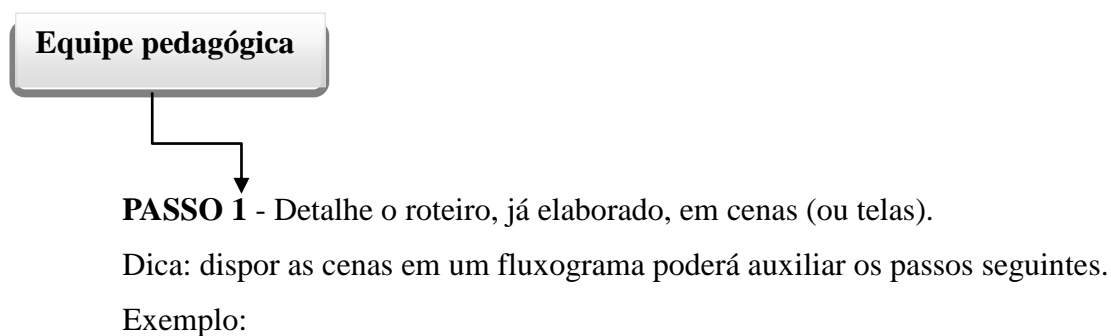 Equipe pedagógica
PASSO 1 - Detalhe o roteiro, já elaborado, em cenas (ou telas).
Dica: dispor as cenas em um fluxograma poderá auxiliar os passos seguintes.
Exemplo: